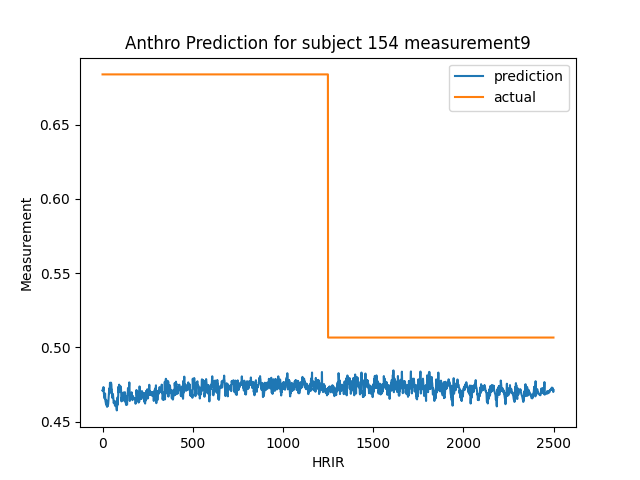 Anthro Prediction for subject 154 measurement9
prediction
actual
Measurement
0.65
0.60
0.55
0.50
0.45
0
500
1000
1500
2000
2500
HRIR